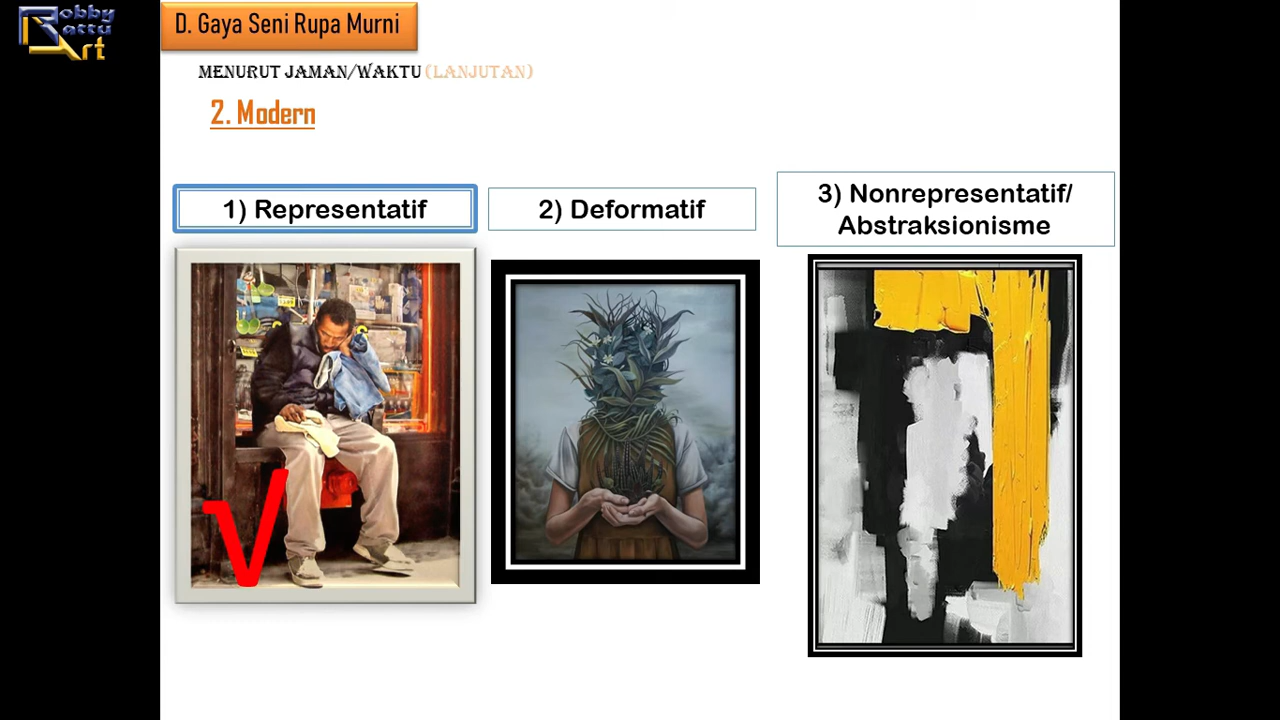 Robby
Rattu
Art
D. Gaya Seni Rupa Murni
MENURUT JAMAN/WAKTU (LANJUTAN)
2. Modern
1) Representatif
2) Deformatif
3) Nonrepresentatif/
Abstraksionisme